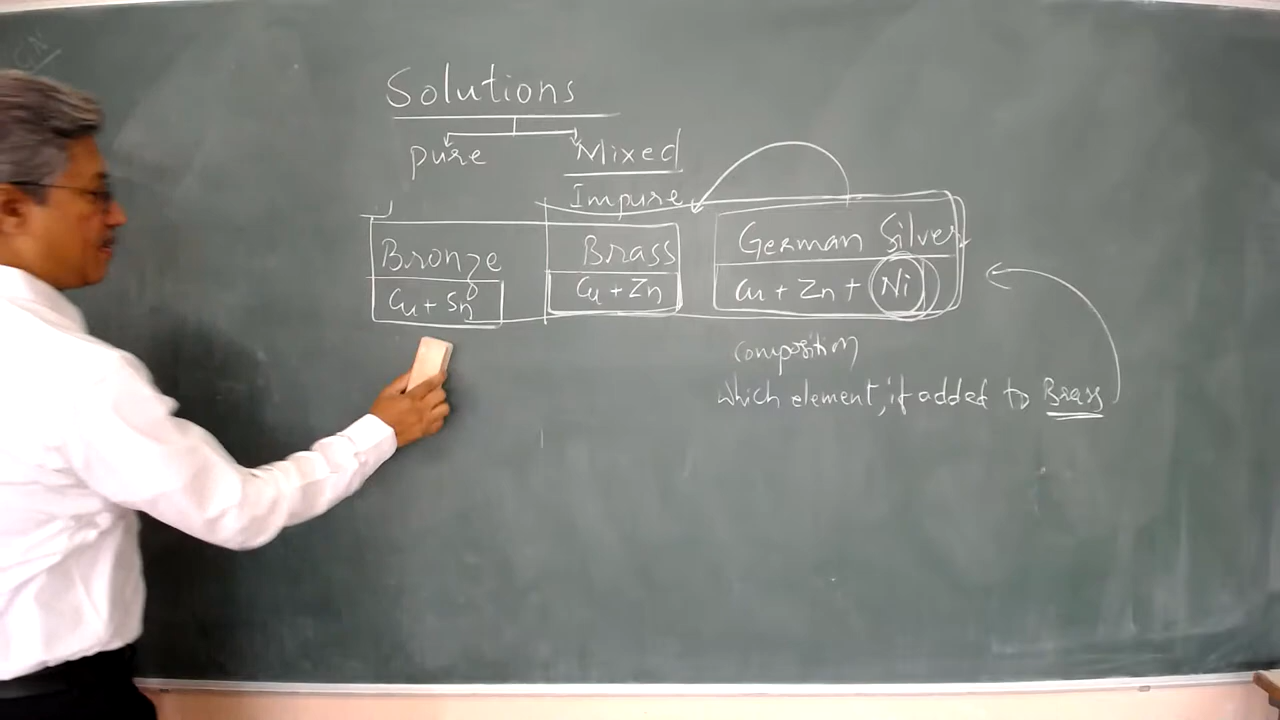 Solutions
pure Mixed
Impure
Bronze Brass German Silver
Cu + Sn Cu + Zn Cu + Zn + Ni
composition
which element, if added to Brass